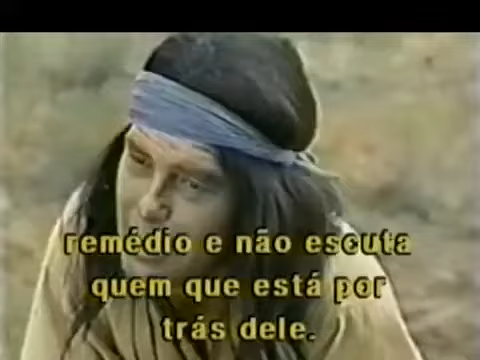 remédio e não escuta
quem que está por
trás dele.